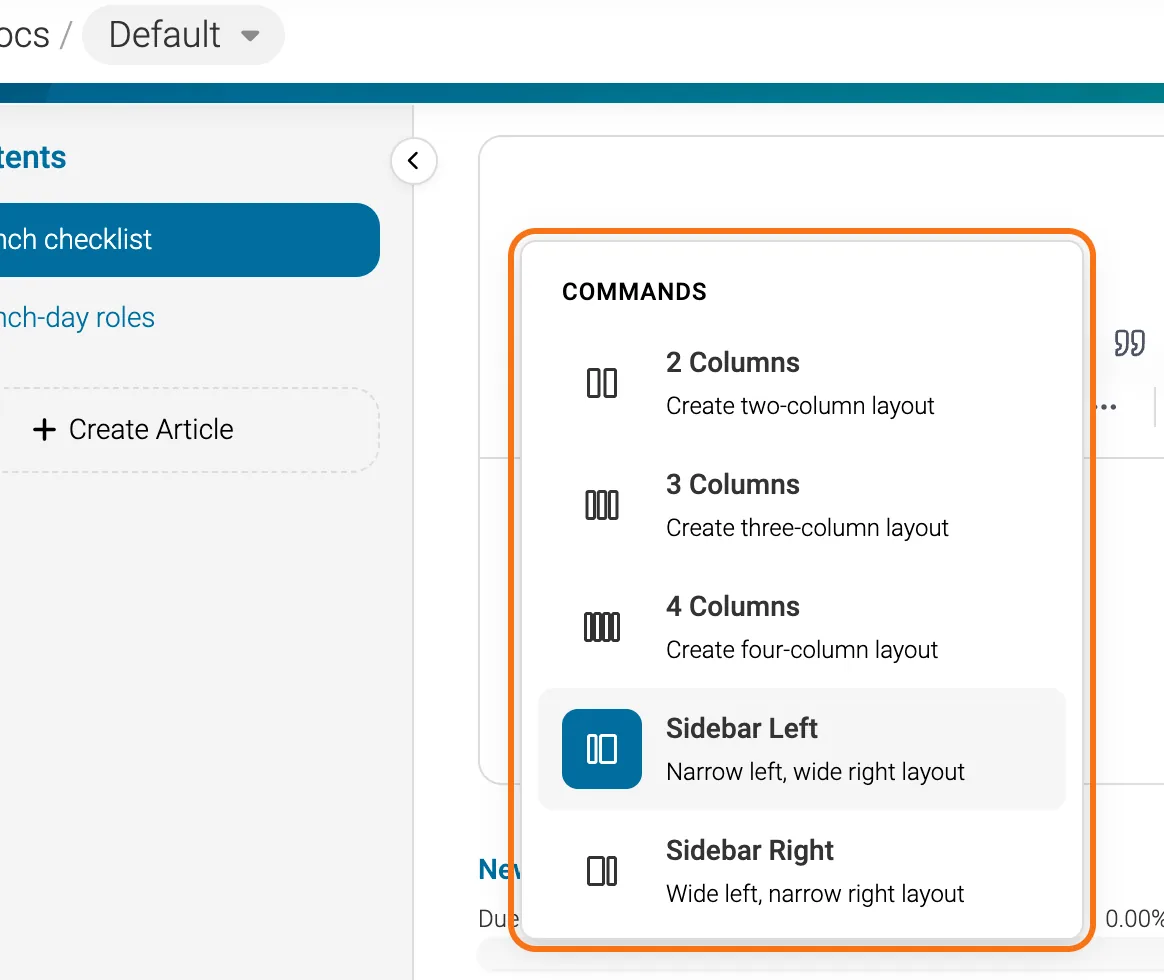 ocs / Default
tents
nch checklist
nch-day roles
+ Create Article
COMMANDS
2 Columns
Create two-column layout
3 Columns
Create three-column layout
4 Columns
Create four-column layout
Sidebar Left
Narrow left, wide right layout
Sidebar Right
Wide left, narrow right layout
New
Due
0.00%